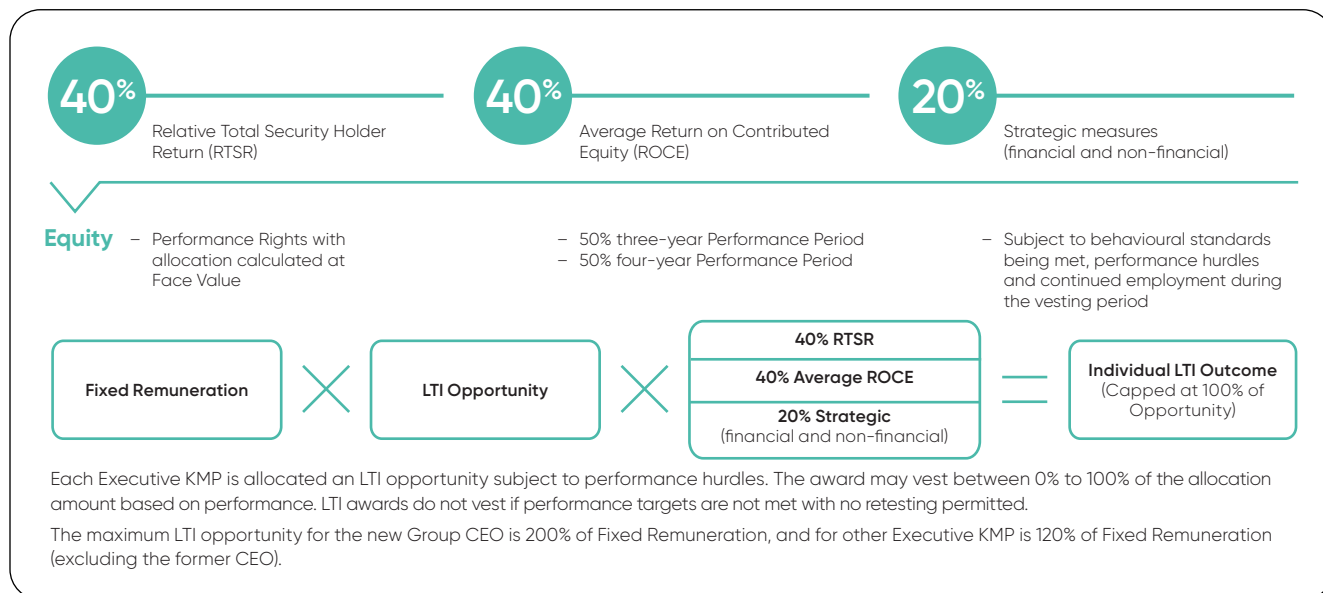 40%
Relative Total Security Holder
Return (RTSR)
40%
Average Return on Contributed
Equity (ROCE)
20%
Strategic measures
(financial and non-financial)
Equity
– Performance Rights with
allocation calculated at
Face Value
– 50% three-year Performance Period
– 50% four-year Performance Period
– Subject to behavioural standards
being met, performance hurdles
and continued employment during
the vesting period
Fixed Remuneration
LTI Opportunity
40% RTSR
40% Average ROCE
20% Strategic
(financial and non-financial)
Individual LTI Outcome
(Capped at 100% of
Opportunity)
Each Executive KMP is allocated an LTI opportunity subject to performance hurdles. The award may vest between 0% to 100% of the allocation
amount based on performance. LTI awards do not vest if performance targets are not met with no retesting permitted.
The maximum LTI opportunity for the new Group CEO is 200% of Fixed Remuneration, and for other Executive KMP is 120% of Fixed Remuneration
(excluding the former CEO).